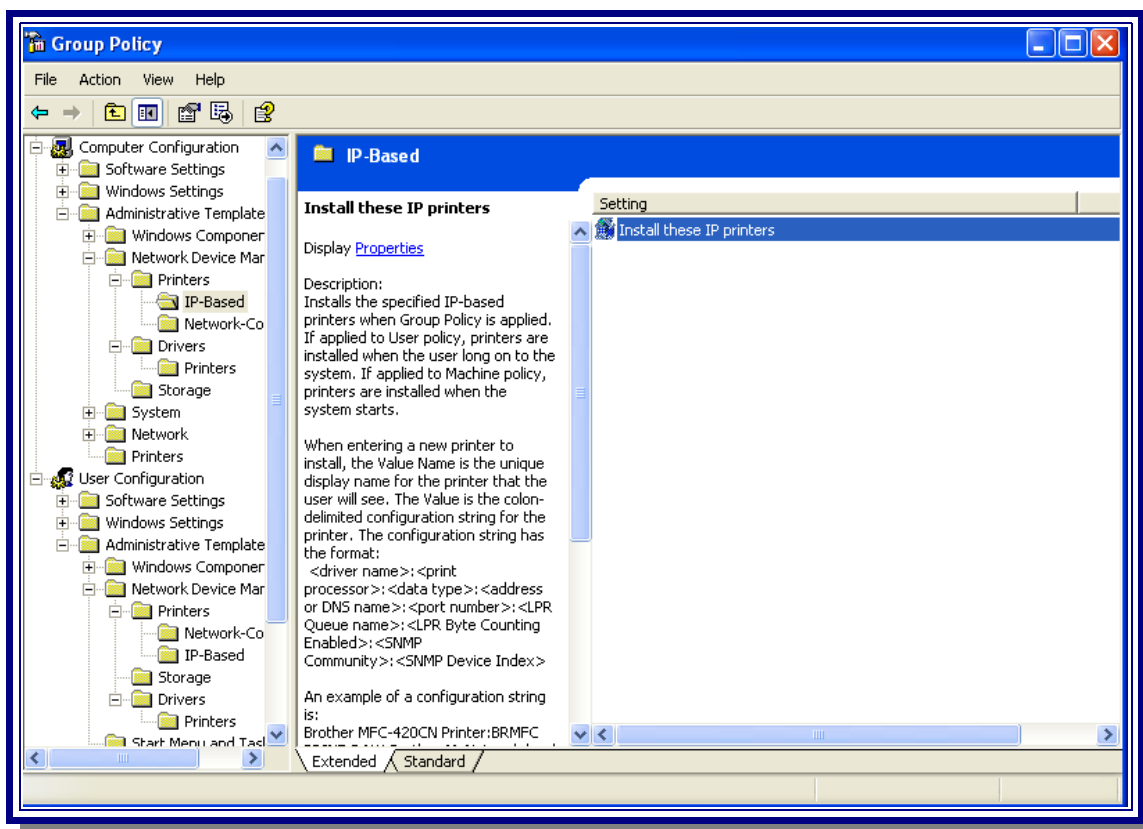 Group Policy
File Action View Help
Computer Configuration
Software Settings
Windows Settings
Administrative Template
Windows Componer
Network Device Mar
Printers
IP-Based
Network-Co
Drivers
Printers
Storage
System
Network
Printers
User Configuration
Software Settings
Windows Settings
Administrative Template
Windows Componer
Network Device Mar
Printers
Network-Co
IP-Based
Storage
Drivers
Printers
Start Menu and Tas
IP-Based
Install these IP printers
Display Properties
Description:
Installs the specified IP-based
printers when Group Policy is applied.
If applied to User policy, printers are
installed when the user long on to the
system. If applied to Machine policy,
printers are installed when the
system starts.
When entering a new printer to
install, the Value Name is the unique
display name for the printer that the
user will see. The Value is the colon-
delimited configuration string for the
printer. The configuration string has
the format:
<driver name>:<print
processor>:<data type>:<address
or DNS name>:<port number>:<LPR
Queue name>:<LPR Byte Counting
Enabled>:<SNMP
Community>:<SNMP Device Index>
An example of a configuration string
is:
Brother MFC-420CN Printer:BRMFC
Setting
Install these IP printers
Extended Standard